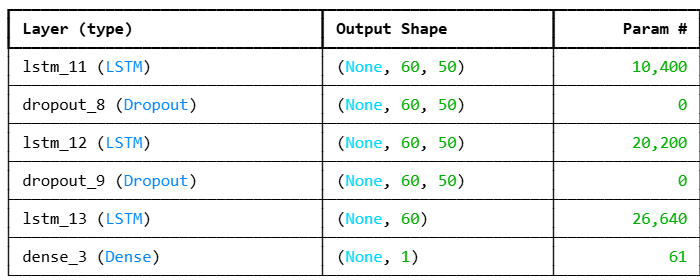 Layer (type) Output Shape Param #
lstm_11 (LSTM) (None, 60, 50) 10,400
dropout_8 (Dropout) (None, 60, 50) 0
lstm_12 (LSTM) (None, 60, 50) 20,200
dropout_9 (Dropout) (None, 60, 50) 0
lstm_13 (LSTM) (None, 60) 26,640
dense_3 (Dense) (None, 1) 61